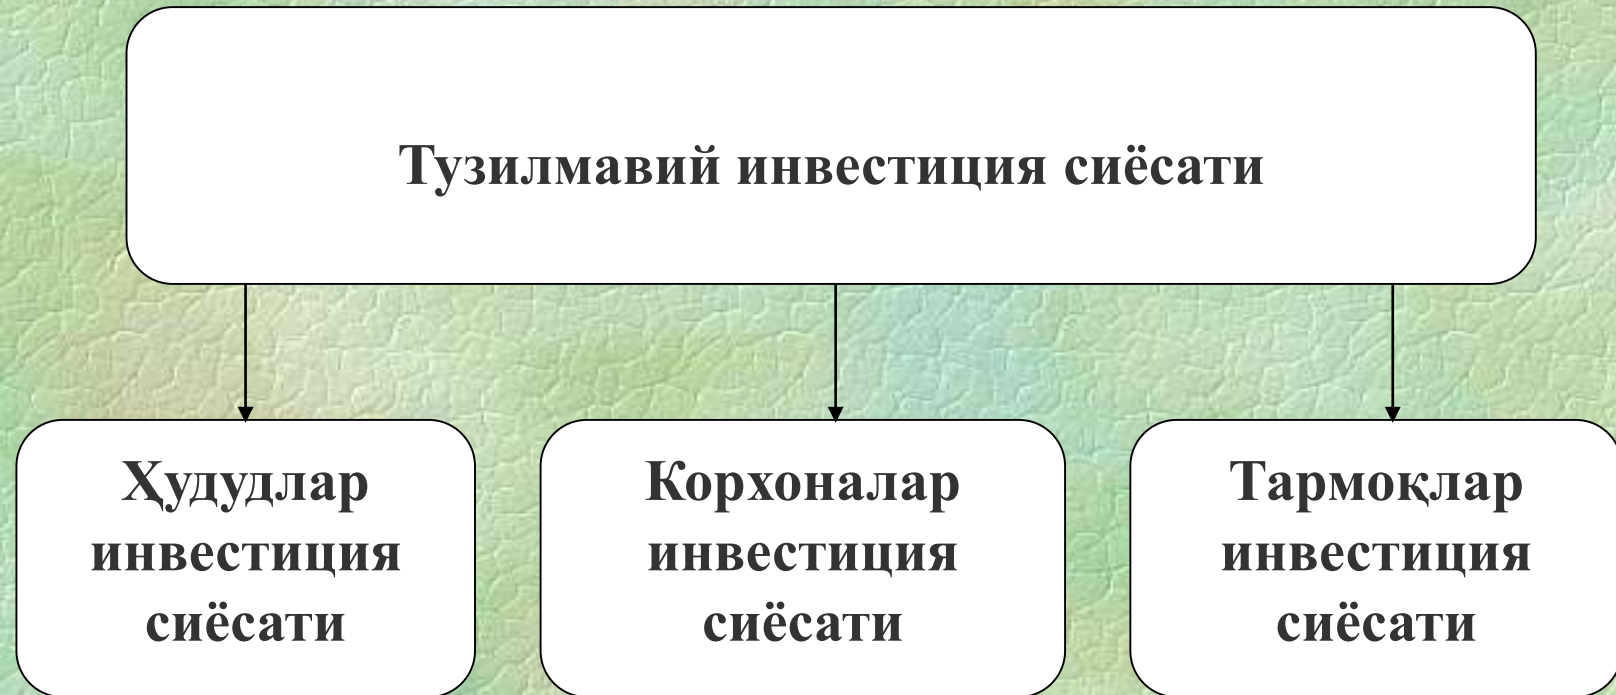 Тузилмавий инвестиция сиёсати
Ҳудудлар
инвестиция
сиёсати
Корхоналар
инвестиция
сиёсати
Тармоқлар
инвестиция
сиёсати